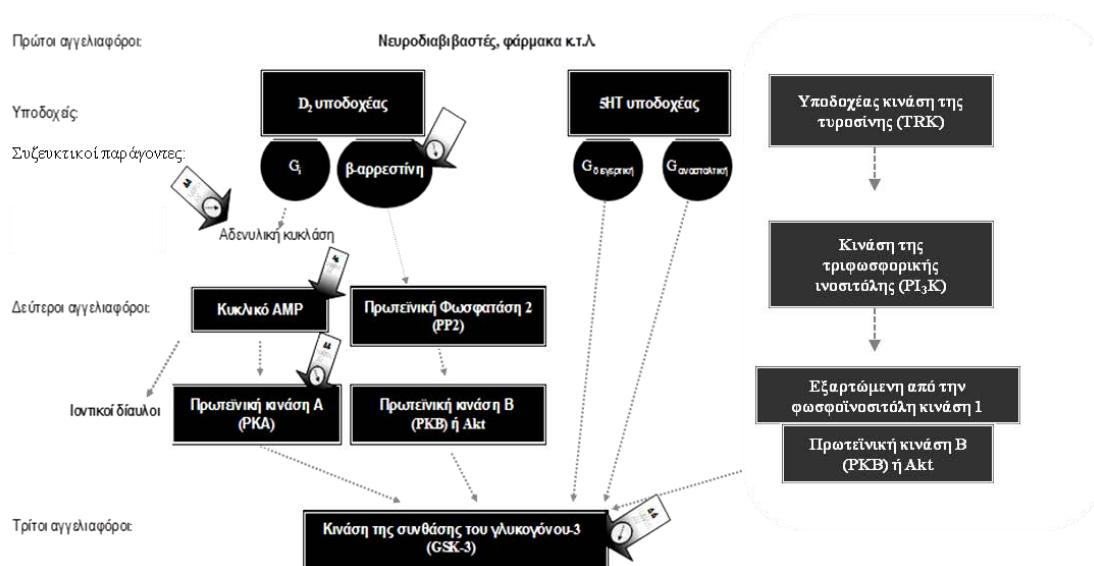 Πρώτοι αγγελιαφόροι:
Νευροδιαβιβαστές, φάρμακα κ.τ.λ.
Υποδοχείς:
D₂ υποδοχέας
5HT υποδοχέας
Υποδοχέας κινάση της
τυροσίνης (TRK)
Συζευκτικοί παράγοντες:
Gᵢ
β-αρρεστίνη
G διεγερτική
G ανασταλτική
Αδενυλική κυκλάση
Κινάση της
τριφωσφορικής
ινοσιτόλης (PI₃K)
Δεύτεροι αγγελιαφόροι:
Κυκλικό AMP
Πρωτεϊνική Φωσφατάση 2
(PP2)
Ιοντικοί δίαυλοι
Πρωτεϊνική κινάση Α
(PKA)
Πρωτεϊνική κινάση Β
(PKB) ή Akt
Εξαρτώμενη από την
φωσφοϊνοσιτόλη κινάση 1
Πρωτεϊνική κινάση Β
(PKB) ή Akt
Τρίτοι αγγελιαφόροι:
Κινάση της συνθάσης του γλυκογόνου-3
(GSK-3)